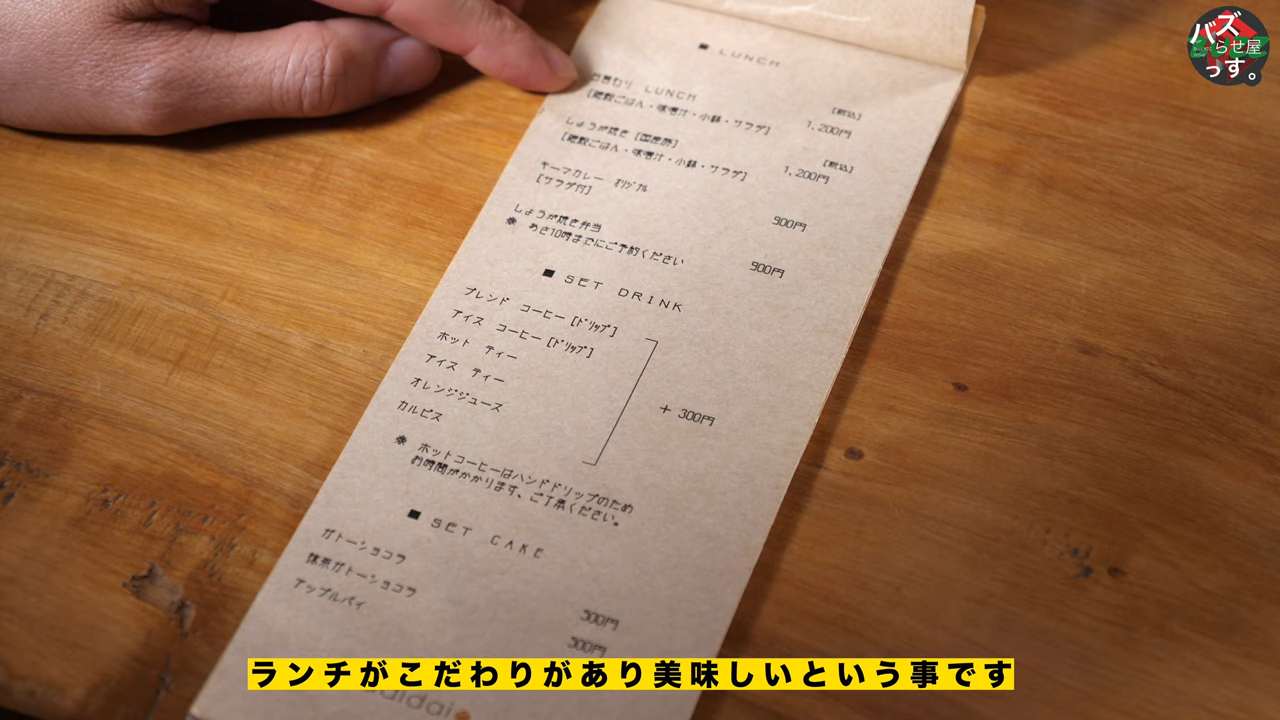 バズ
らせ屋
っす。
■ LUNCH
日替わり LUNCH
[税込]
[雑穀ごはん・味噌汁・小鉢・サラダ]
1,200円
しょうが焼き [国産豚]
[税込]
[雑穀ごはん・味噌汁・小鉢・サラダ]
1,200円
キーマカレー オリジナル
[サラダ付]
900円
しょうが焼き弁当
※ あさ10時までにご予約ください
900円
■ SET DRINK
ブレンド コーヒー [ドリップ]
アイス コーヒー [ドリップ]
ホット ティー
アイス ティー
オレンジジュース
カルピス
+ 300円
※ ホットコーヒーはハンドドリップのため
お時間がかかります、ご了承ください。
■ SET CAKE
ガトーショコラ
抹茶ガトーショコラ
アップルパイ
300円
300円
ランチがこだわりがあり美味しいという事です